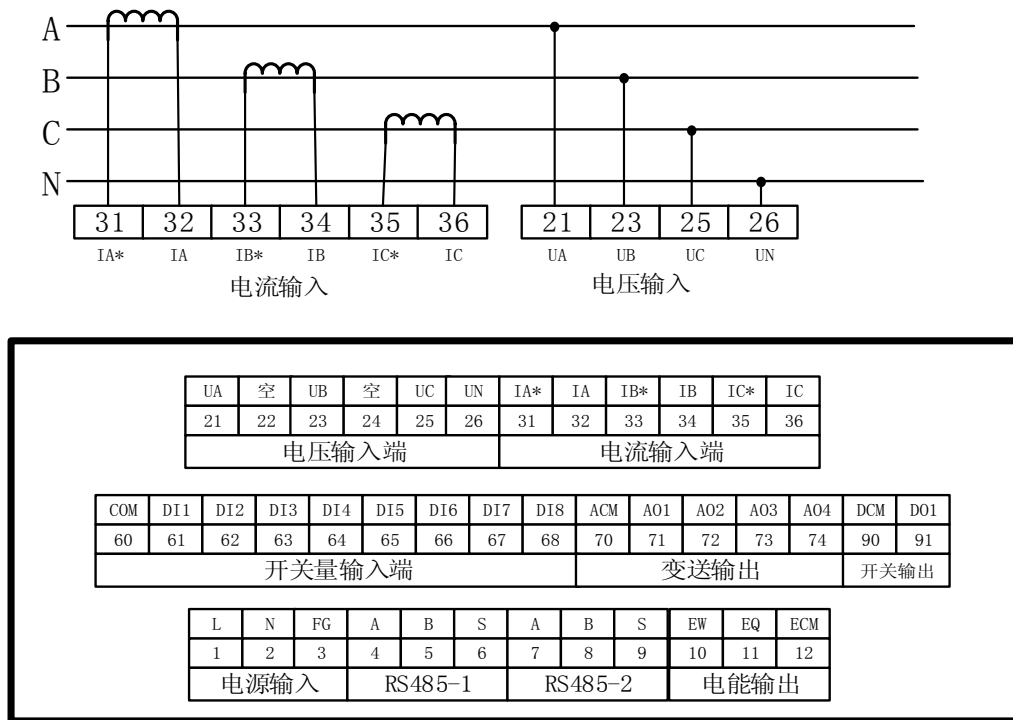 A
B
C
N
31 32 33 34 35 36 21 23 25 26
IA* IA IB* IB IC* IC UA UB UC UN
电流输入 电压输入
UA 空 UB 空 UC UN IA* IA IB* IB IC* IC
21 22 23 24 25 26 31 32 33 34 35 36
电压输入端 电流输入端
COM DI1 DI2 DI3 DI4 DI5 DI6 DI7 DI8 ACM AO1 AO2 AO3 AO4 DCM DO1
60 61 62 63 64 65 66 67 68 70 71 72 73 74 90 91
开关量输入端 变送输出 开关输出
L N FG A B S A B S EW EQ ECM
1 2 3 4 5 6 7 8 9 10 11 12
电源输入 RS485-1 RS485-2 电能输出